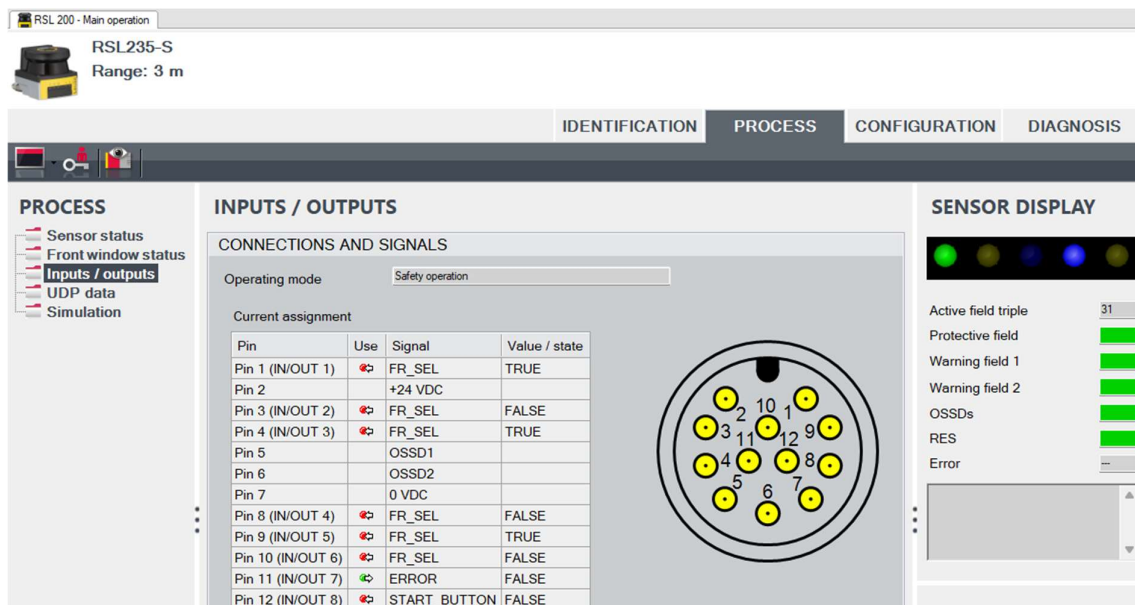 RSL 200 - Main operation
RSL235-S
Range: 3 m
IDENTIFICATION PROCESS CONFIGURATION DIAGNOSIS
PROCESS
Sensor status
Front window status
Inputs / outputs
UDP data
Simulation
INPUTS / OUTPUTS
CONNECTIONS AND SIGNALS
Operating mode Safety operation
Current assignment
Pin Use Signal Value / state
Pin 1 (IN/OUT 1) FR_SEL TRUE
Pin 2 +24 VDC
Pin 3 (IN/OUT 2) FR_SEL FALSE
Pin 4 (IN/OUT 3) FR_SEL TRUE
Pin 5 OSSD1
Pin 6 OSSD2
Pin 7 0 VDC
Pin 8 (IN/OUT 4) FR_SEL FALSE
Pin 9 (IN/OUT 5) FR_SEL TRUE
Pin 10 (IN/OUT 6) FR_SEL FALSE
Pin 11 (IN/OUT 7) ERROR FALSE
Pin 12 (IN/OUT 8) START_BUTTON FALSE
2 10 1
3 11 12 9
4 8
5 6 7
SENSOR DISPLAY
Active field triple 31
Protective field
Warning field 1
Warning field 2
OSSDs
RES
Error ---